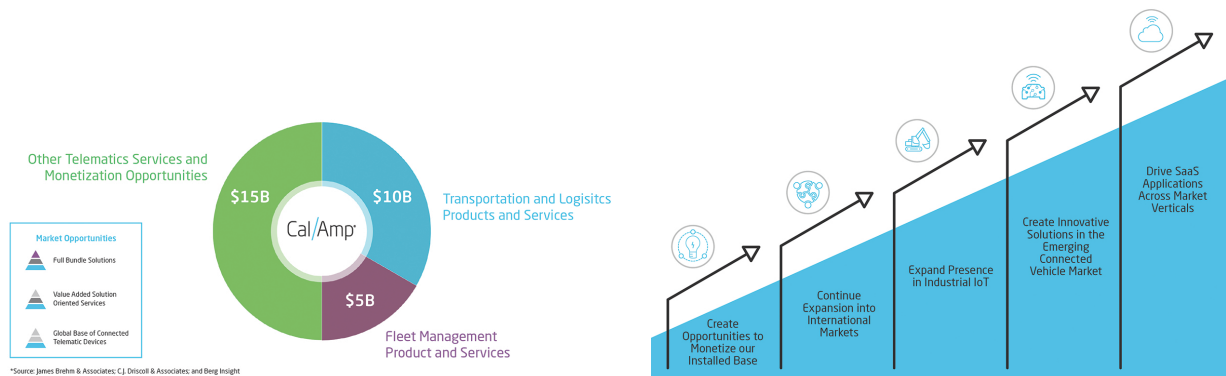 Other Telematics Services and
Monetization Opportunities
$15B
$10B
Transportation and Logisitcs
Products and Services
Cal/Amp
$5B
Fleet Management
Product and Services
Market Opportunities
Full Bundle Solutions
Value Added Solution
Oriented Services
Global Base of Connected
Telematic Devices
*Source: James Brehm & Associates; C.J. Driscoll & Associates; and Berg Insight
Create
Opportunities to
Monetize our
Installed Base
Continue
Expansion into
International
Markets
Expand Presence
in Industrial IoT
Create Innovative
Solutions in the
Emerging
Connected
Vehicle Market
Drive SaaS
Applications
Across Market
Verticals